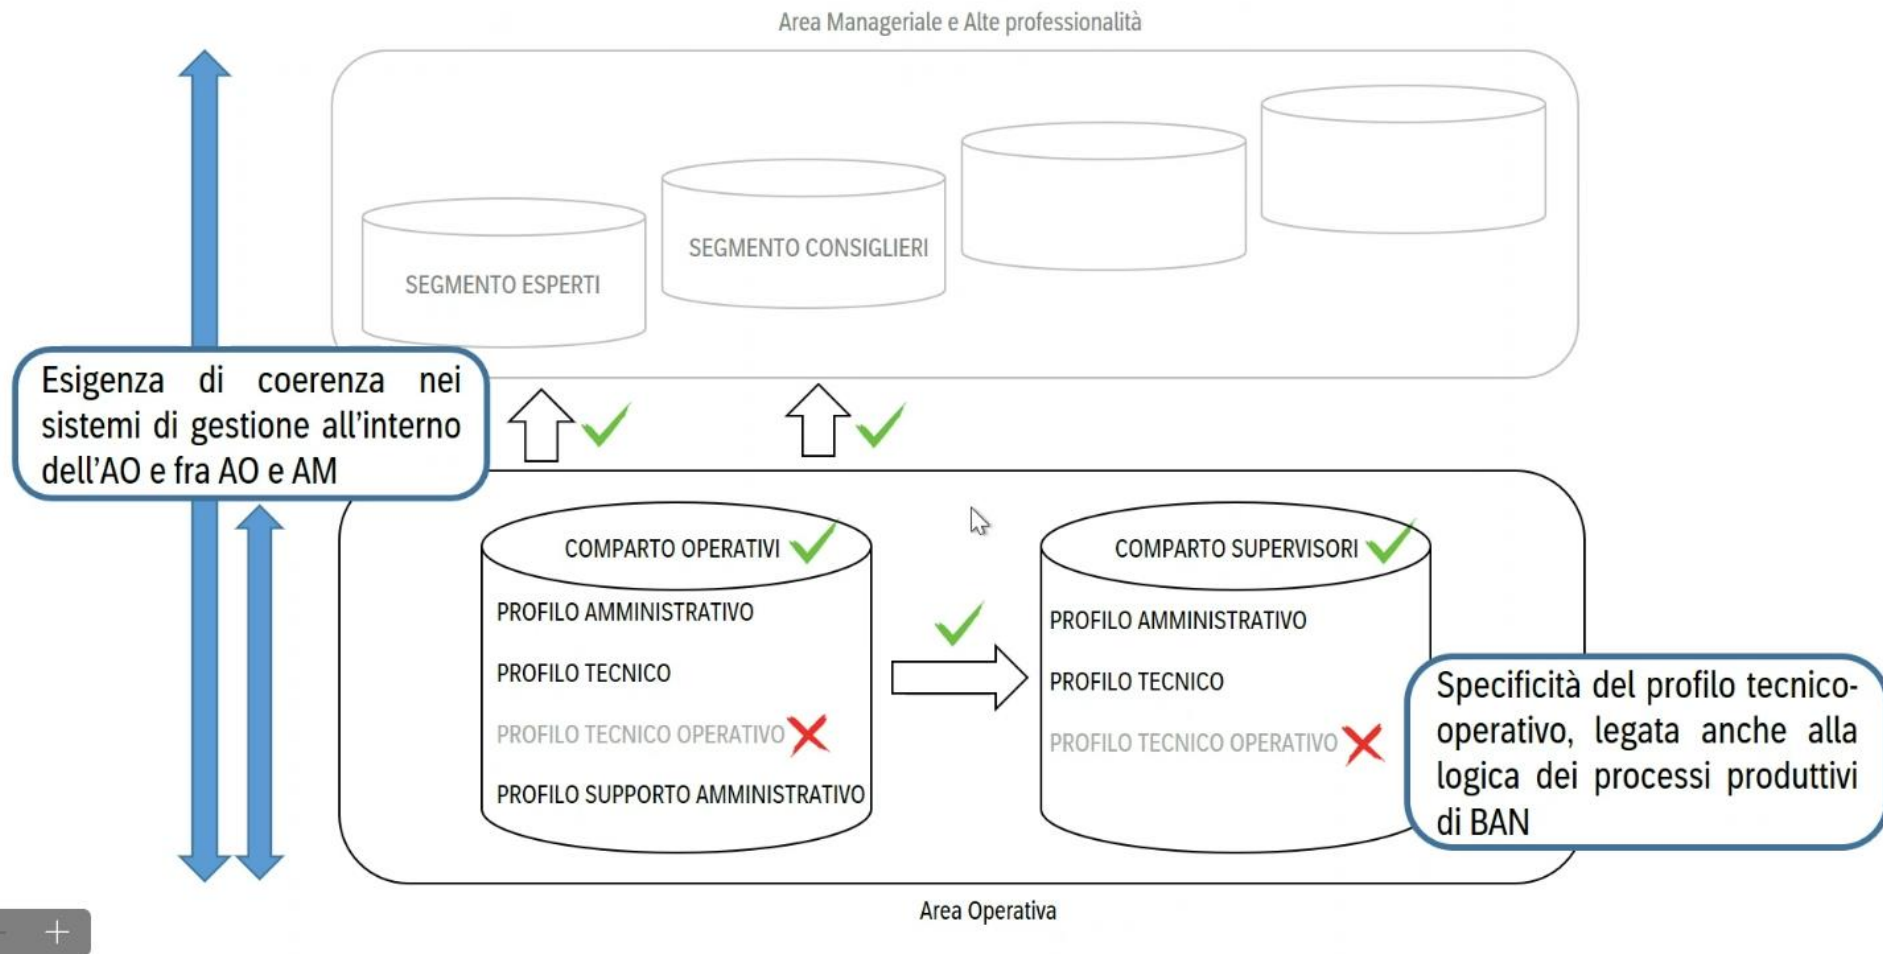 Area Manageriale e Alte professionalità
SEGMENTO ESPERTI
SEGMENTO CONSIGLIERI
Esigenza di coerenza nei
sistemi di gestione all'interno
dell'AO e fra AO e AM
COMPARTO OPERATIVI
PROFILO AMMINISTRATIVO
PROFILO TECNICO
PROFILO TECNICO OPERATIVO
PROFILO SUPPORTO AMMINISTRATIVO
COMPARTO SUPERVISORI
PROFILO AMMINISTRATIVO
PROFILO TECNICO
PROFILO TECNICO OPERATIVO
Specificità del profilo tecnico-
operativo, legata anche alla
logica dei processi produttivi
di BAN
Area Operativa